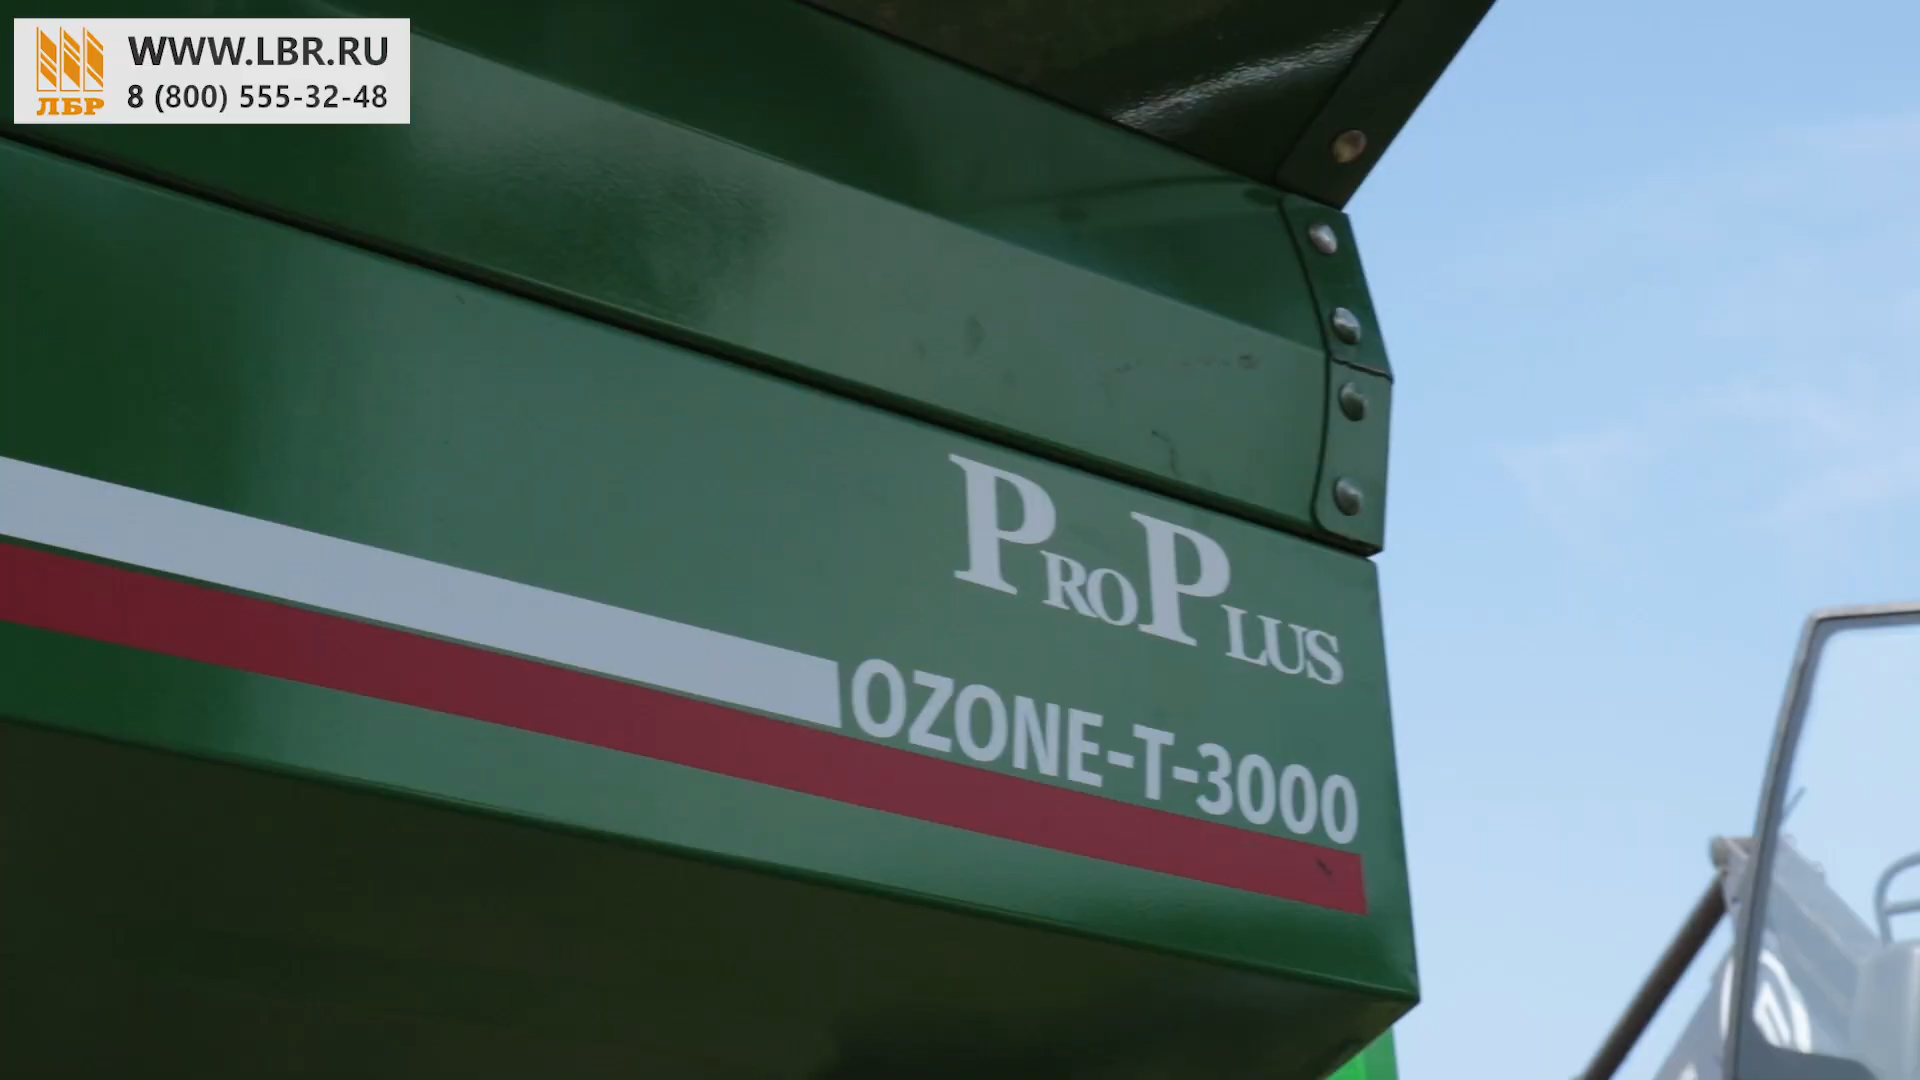 WWW.LBR.RU
8 (800) 555-32-48
ЛБР
PROPLUS
OZONE-T-3000